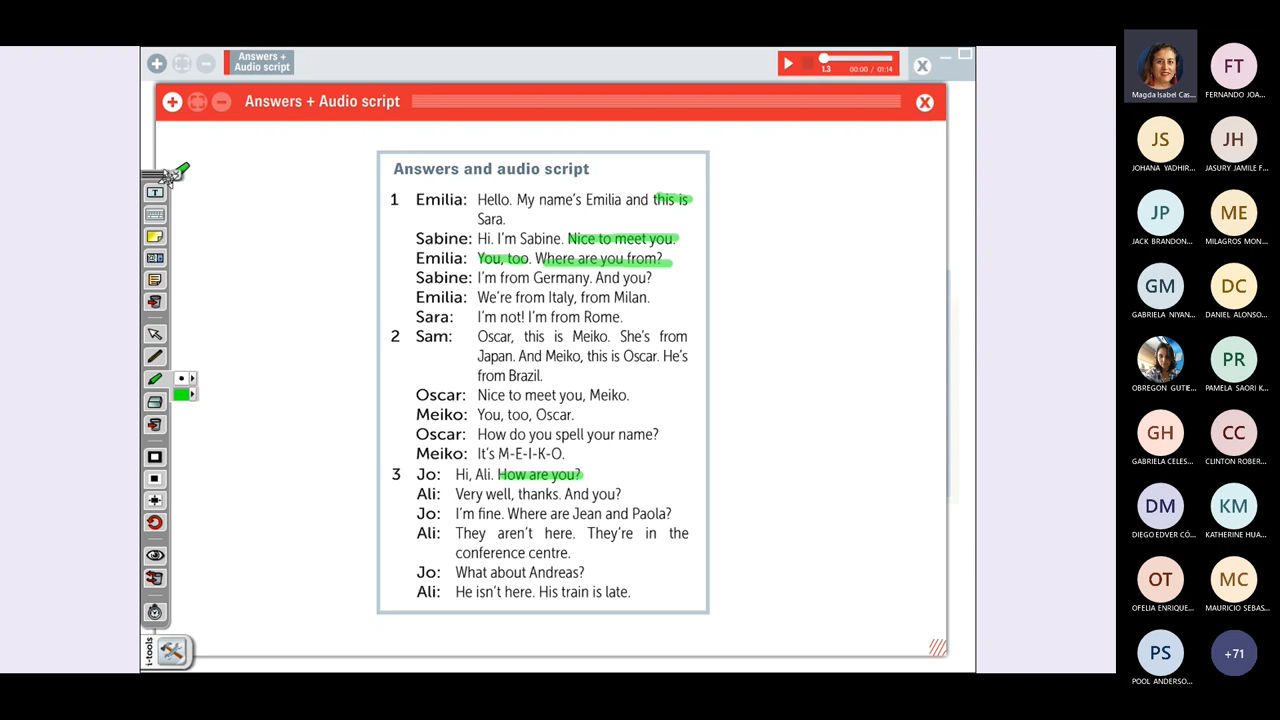 Answers +
Audio script
1.3
00:00 / 01:14
X
Answers + Audio script
X
Answers and audio script
1 Emilia: Hello. My name's Emilia and this is
Sara.
Sabine: Hi. I'm Sabine. Nice to meet you.
Emilia: You, too. Where are you from?
Sabine: I'm from Germany. And you?
Emilia: We're from Italy, from Milan.
Sara: I'm not! I'm from Rome.
2 Sam: Oscar, this is Meiko. She's from
Japan. And Meiko, this is Oscar. He's
from Brazil.
Oscar: Nice to meet you, Meiko.
Meiko: You, too, Oscar.
Oscar: How do you spell your name?
Meiko: It's M-E-I-K-O.
3 Jo: Hi, Ali. How are you?
Ali: Very well, thanks. And you?
Jo: I'm fine. Where are Jean and Paola?
Ali: They aren't here. They're in the
conference centre.
Jo: What about Andreas?
Ali: He isn't here. His train is late.
T
i-tools
Magda Isabel Cas...
FT
FERNANDO JOA...
JS
JOHANA YADHIR...
JH
JASURY JAMILE F...
JP
JACK BRANDON...
ME
MILAGROS MON...
GM
GABRIELA NIYAN...
DC
DANIEL ALONSO...
OBREGON GUTIE...
PR
PAMELA SAORI K...
GH
GABRIELA CELES...
CC
CLINTON ROBER...
DM
DIEGO EDVER CÓ...
KM
KATHERINE HUA...
OT
OFELIA ENRIQUE...
MC
MAURICIO SEBAS...
PS
POOL ANDERSO...
+71